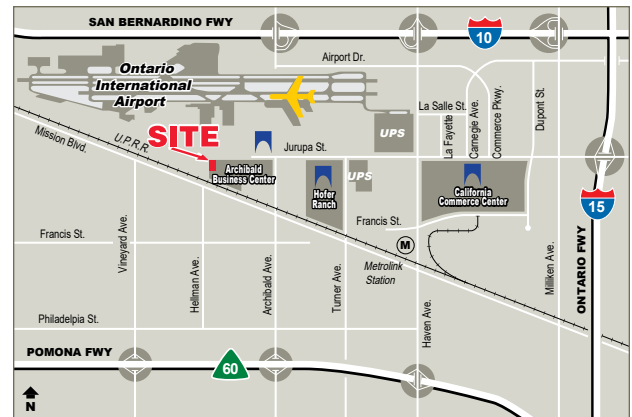 SAN BERNARDINO FWY
10
Airport Dr.
Ontario
International
Airport
La Salle St.
La Fayette
Carnegie Ave.
Commerce Pkwy.
Dupont St.
UPS
Mission Blvd.
U.P.R.R.
SITE
Jurupa St.
Archibald
Business Center
Hofer
Ranch
UPS
California
Commerce Center
15
Francis St.
Francis St.
M
Metrolink
Station
Vineyard Ave.
Hellman Ave.
Archibald Ave.
Turner Ave.
Haven Ave.
Milliken Ave.
ONTARIO FWY
Philadelpia St.
POMONA FWY
60
N